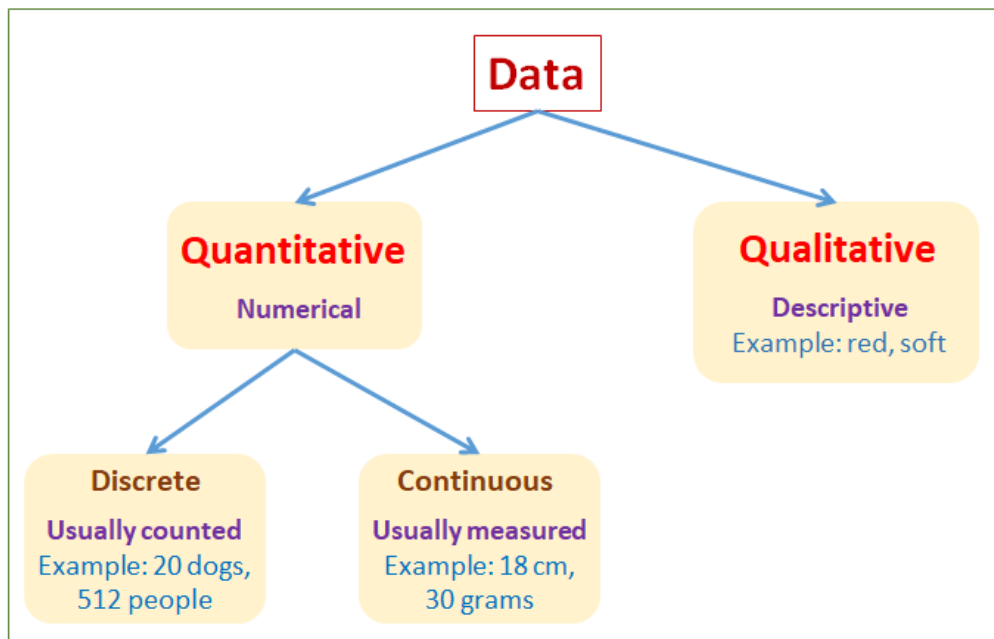 Data
Quantitative
Numerical
Qualitative
Descriptive
Example: red, soft
Discrete
Usually counted
Example: 20 dogs,
512 people
Continuous
Usually measured
Example: 18 cm,
30 grams